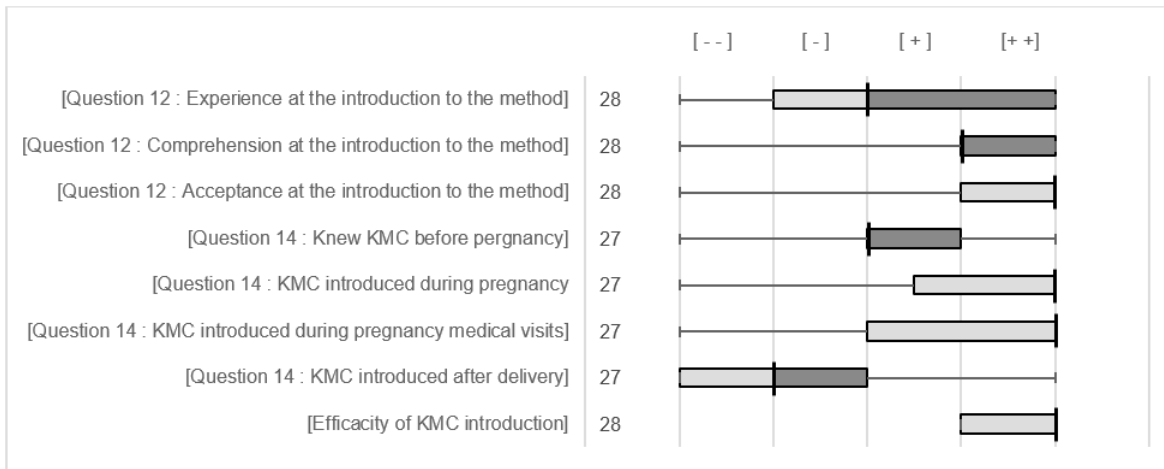 [ - - ] [ - ] [ + ] [+ +]
[Question 12 : Experience at the introduction to the method] 28
[Question 12 : Comprehension at the introduction to the method] 28
[Question 12 : Acceptance at the introduction to the method] 28
[Question 14 : Knew KMC before pergnancy] 27
[Question 14 : KMC introduced during pregnancy 27
[Question 14 : KMC introduced during pregnancy medical visits] 27
[Question 14 : KMC introduced after delivery] 27
[Efficacity of KMC introduction] 28